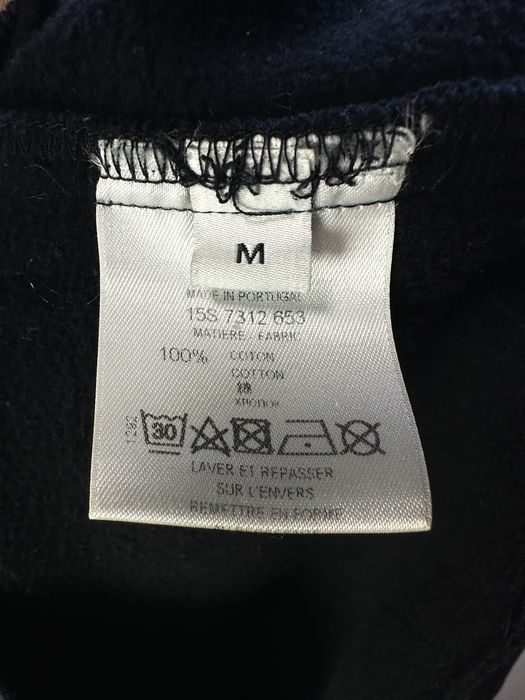 M
MADE IN PORTUGAL
15S 7312 653
MATIERE - FABRIC
100% COTON
COTTON
棉
ХЛОПОК
1292
30
LAVER ET REPASSER
SUR L'ENVERS
REMETTRE EN FORME